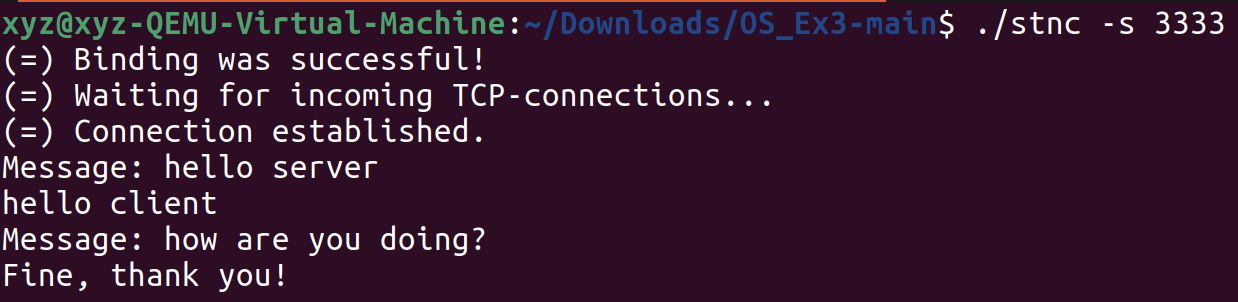 xyz@xyz-QEMU-Virtual-Machine:~/Downloads/OS_Ex3-main$ ./stnc -s 3333
(=) Binding was successful!
(=) Waiting for incoming TCP-connections...
(=) Connection established.
Message: hello server
hello client
Message: how are you doing?
Fine, thank you!